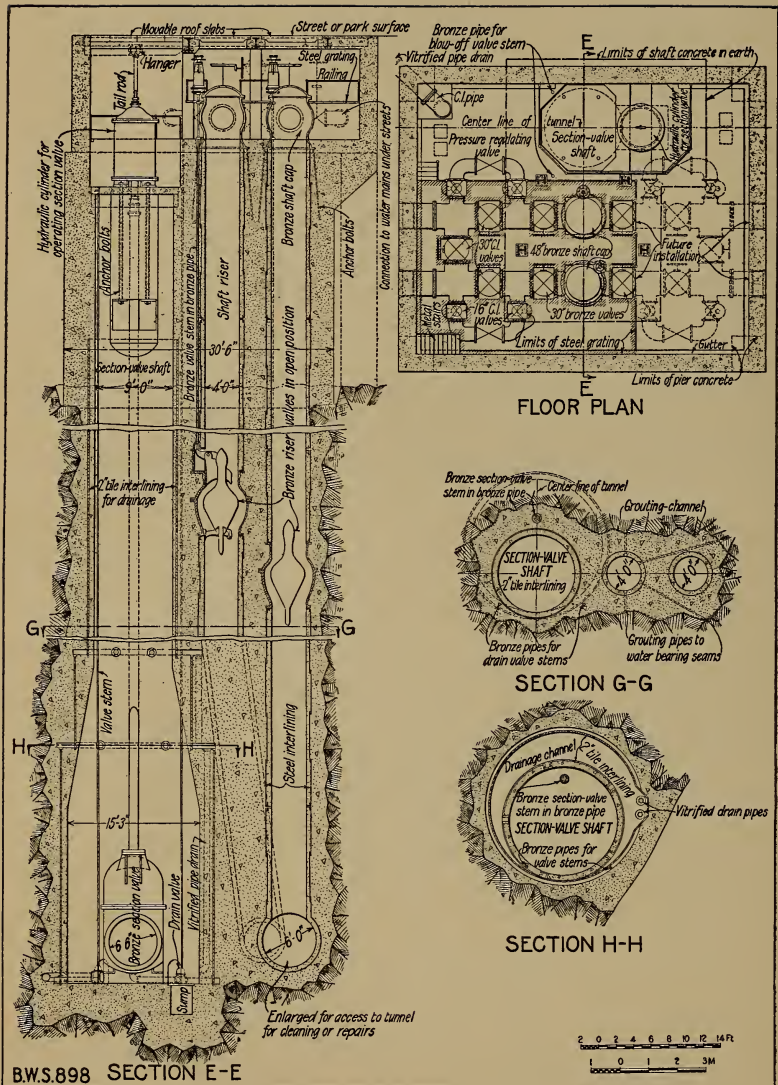 Movable roof slabs
Street or park surface
Hanger
Steel grating
Railing
Tail rod
Hydraulic cylinder for
operating section valve
Anchor bolts
Section-valve shaft
9'-0"
Bronze valve stem in bronze pipe
Shaft riser
30'-6"
4'-0"
Bronze shaft cap
Bronze riser valves in open position
Anchor bolts
Connection to water mains under streets
2" tile interlining
for drainage
G
G
Valve stem
H
H
15'-3"
Steel interlining
Bronze section valve
6'6"
Drain valve
Vitrified pipe drain
6'-0"
Sump
Enlarged for access to tunnel
for cleaning or repairs
B.W.S.898 SECTION E-E
Bronze pipe for
blow-off valve stem
Vitrified pipe drain
E
Limits of shaft concrete in earth
C.I. pipe
Center line of tunnel
Pressure regulating
valve
Section-valve
shaft
Hydraulic cylinder
for section valve
30" C.I.
valves
48" bronze shaft caps
Future
installation
Metal
stairs
16" C.I.
valves
30" bronze valves
Limits of steel grating
Gutter
E
Limits of pier concrete
FLOOR PLAN
Bronze section-valve
stem in bronze pipe
Center line of tunnel
Grouting-channel
SECTION-VALVE
SHAFT
2" tile interlining
4'0"
4'0"
Bronze pipes for
drain valve stems
Grouting pipes to
water bearing seams
SECTION G-G
Drainage channel
2" tile interlining
Bronze section-valve
stem in bronze pipe
SECTION-VALVE SHAFT
Vitrified drain pipes
Bronze pipes for
valve stems
SECTION H-H
2 0 2 4 6 8 10 12 14 Ft.
1 0 1 2 3M